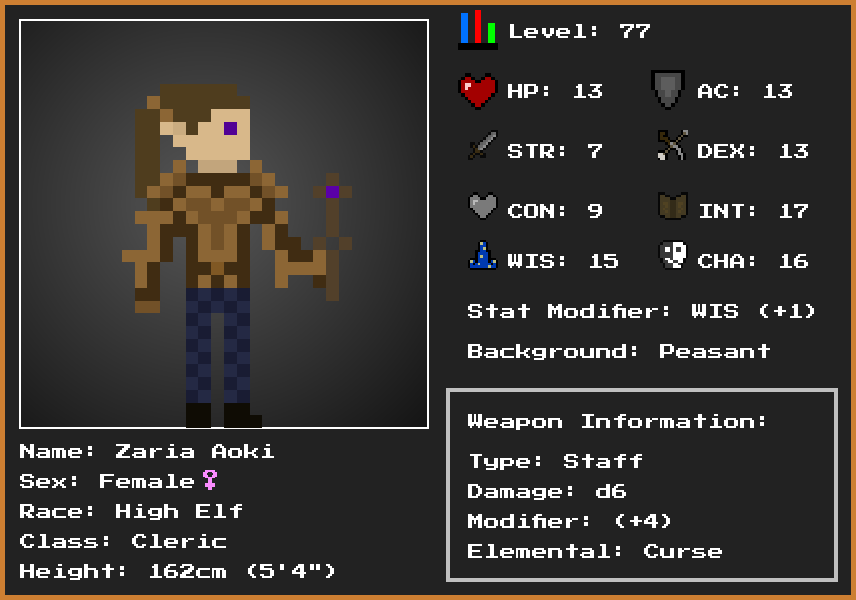 Level: 77
HP: 13
AC: 13
STR: 7
DEX: 13
CON: 9
INT: 17
WIS: 15
CHA: 16
Stat Modifier: WIS (+1)
Background: Peasant
Weapon Information:
Type: Staff
Damage: d6
Modifier: (+4)
Elemental: Curse
Name: Zaria Aoki
Sex: Female♀
Race: High Elf
Class: Cleric
Height: 162cm (5'4")